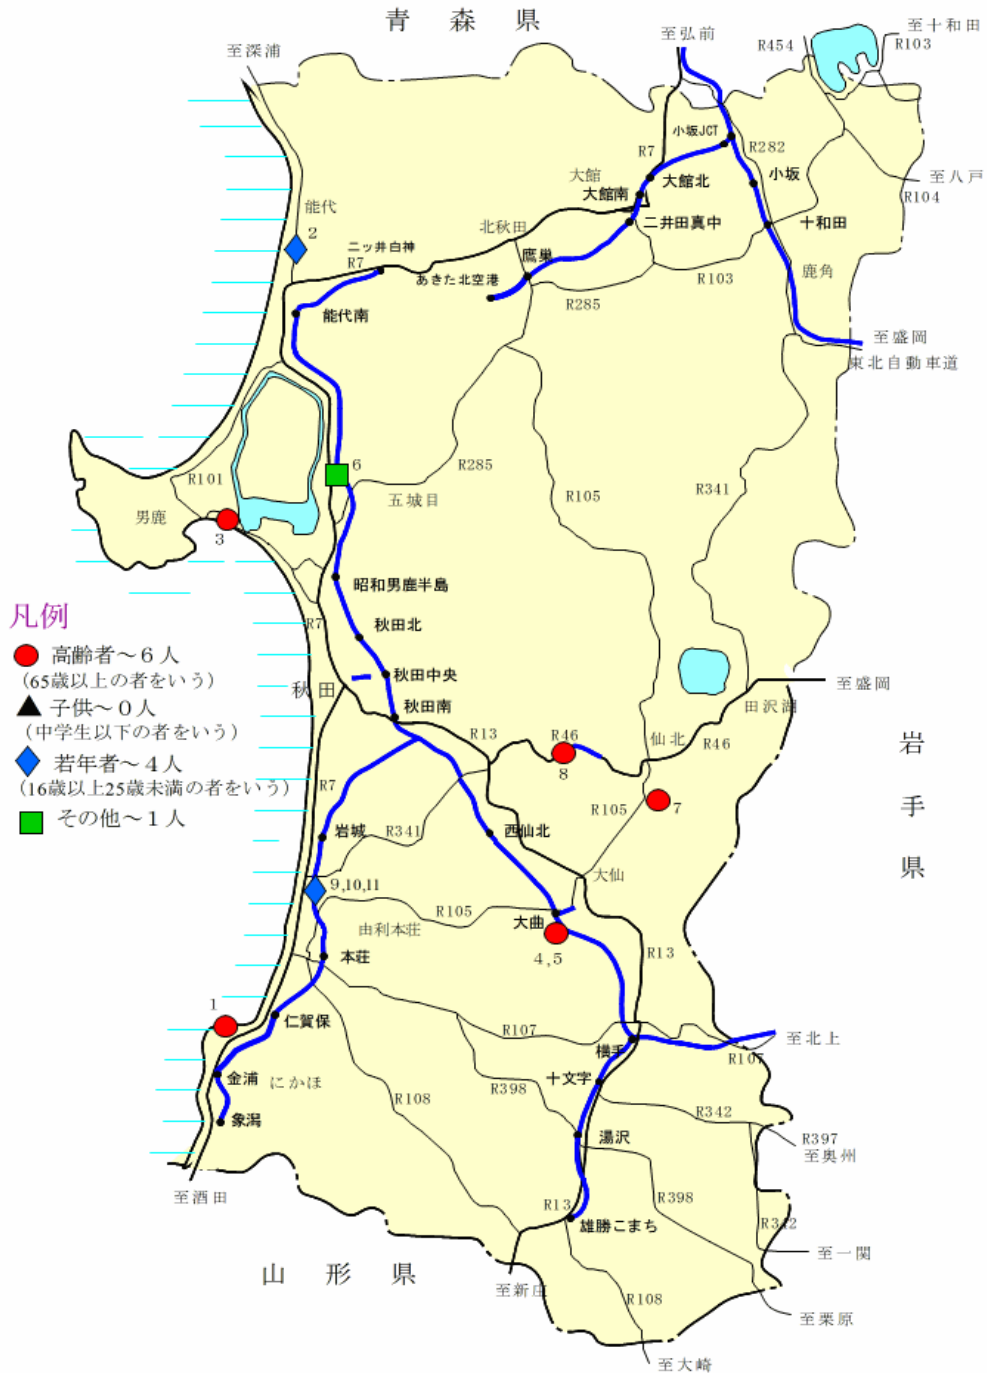 青森県
至深浦
至弘前
至十和田
R454
R103
小坂JCT
R282
R7
大館
大館北
小坂
至八戸
R104
大館南
能代
2
北秋田
二井田真中
十和田
二ッ井白神
R7
鷹巣
あきた北空港
R103
鹿角
R285
能代南
至盛岡
東北自動車道
6
R285
R101
R105
R341
五城目
男鹿
3
昭和男鹿半島
凡例
高齢者～6人
(65歳以上の者をいう)
子供～0人
(中学生以下の者をいう)
若年者～4人
(16歳以上25歳未満の者をいう)
その他～1人
R7
秋田北
秋田中央
秋田
秋田南
至盛岡
田沢湖
R13
R46
仙北
R46
8
岩手県
R7
R105
7
岩城
R341
西仙北
大仙
9,10,11
R105
大曲
由利本荘
4,5
本荘
R13
1
仁賀保
R107
横手
至北上
R107
金浦
にかほ
十文字
R398
R108
R342
象潟
湯沢
R397
至奥州
至酒田
R398
R13
雄勝こまち
R342
至一関
山形県
至新庄
R108
至栗原
至大崎